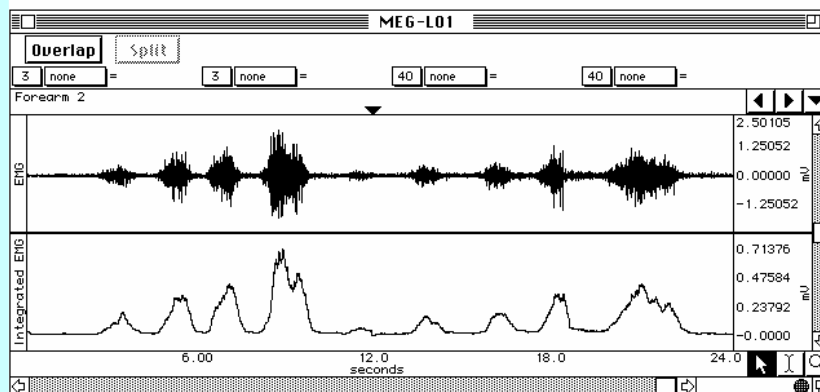 MEG-L01
Overlap Split
3 none = 3 none = 40 none = 40 none =
Forearm 2
EMG
2.50105
1.25052
0.00000 mV
-1.25052
Integrated EMG
0.71376
0.47584
0.23792 mV
-0.0000
6.00 12.0 18.0 24.0
seconds